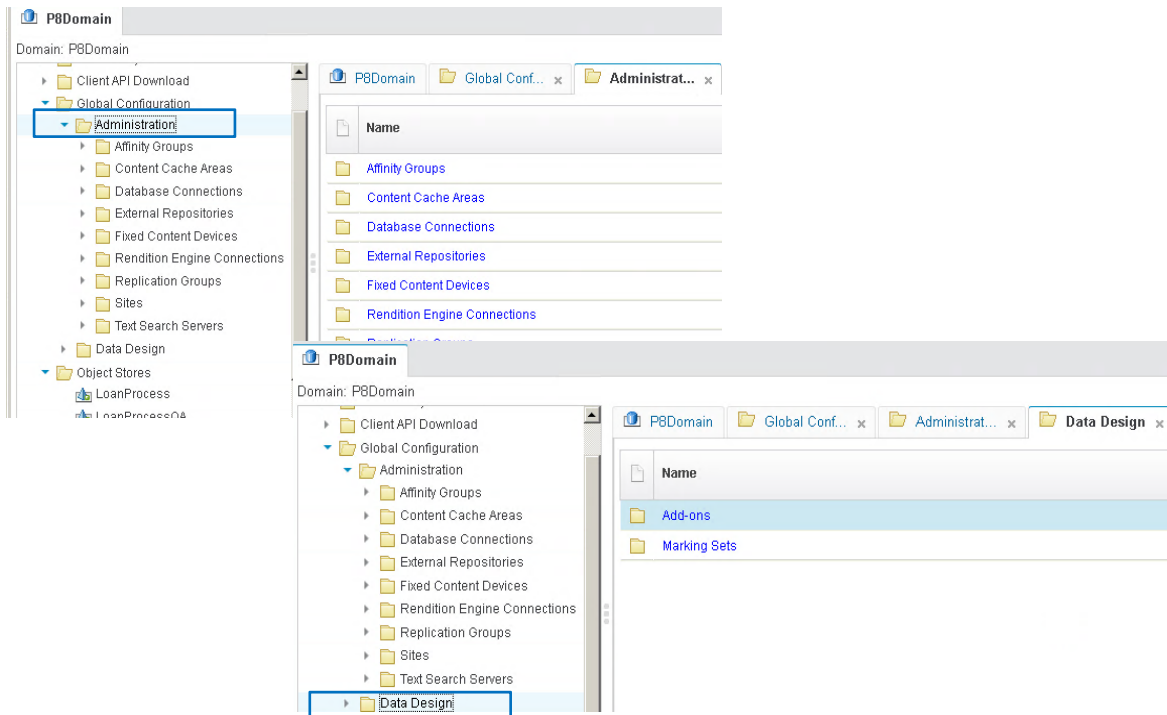 P8Domain
Domain: P8Domain
Client API Download
Global Configuration
Administration
Affinity Groups
Content Cache Areas
Database Connections
External Repositories
Fixed Content Devices
Rendition Engine Connections
Replication Groups
Sites
Text Search Servers
Data Design
Object Stores
LoanProcess
LoanProcessQA
P8Domain Global Conf... x Administrat... x
Name
Affinity Groups
Content Cache Areas
Database Connections
External Repositories
Fixed Content Devices
Rendition Engine Connections
Replication Groups
P8Domain
Domain: P8Domain
Client API Download
Global Configuration
Administration
Affinity Groups
Content Cache Areas
Database Connections
External Repositories
Fixed Content Devices
Rendition Engine Connections
Replication Groups
Sites
Text Search Servers
Data Design
P8Domain Global Conf... x Administrat... x Data Design x
Name
Add-ons
Marking Sets